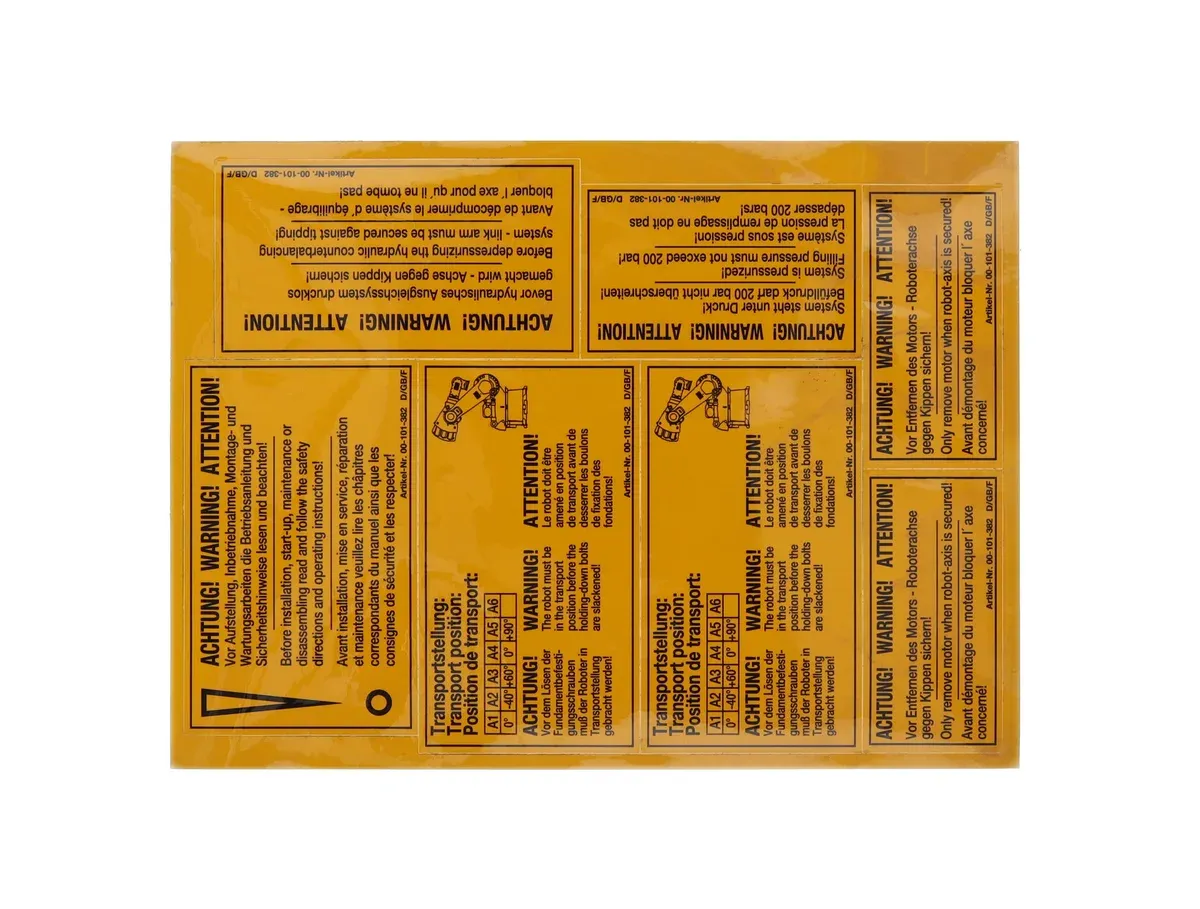 Artikel-Nr. 00-101-382 D/GB/F
ACHTUNG! WARNING! ATTENTION!
Bevor hydraulisches Ausgleichssystem drucklos
gemacht wird - Achse gegen Kippen sichern!
Before depressurizing the hydraulic counterbalancing
system - link arm must be secured against tipping!
Avant de décomprimer le système d´équilibrage -
bloquer l´axe pour qu´il ne tombe pas!
ACHTUNG! WARNING! ATTENTION!
System steht unter Druck!
Befülldruck darf 200 bar nicht überschreiten!
System is pressurized!
Filling pressure must not exceed 200 bar!
Système est sous pression!
La pression de remplissage ne doit pas
dépasser 200 bars!
Artikel-Nr. 00-101-382 D/GB/F
ACHTUNG! WARNING! ATTENTION!
Vor Entfernen des Motors - Roboterachse
gegen Kippen sichern!
Only remove motor when robot-axis is secured!
Avant démontage du moteur bloquer l´ axe
concerné!
Artikel-Nr. 00-101-382 D/GB/F
ACHTUNG! WARNING! ATTENTION!
Vor Aufstellung, Inbetriebnahme, Montage- und
Wartungsarbeiten die Betriebsanleitung und
Sicherheitshinweise lesen und beachten!
Before installation, start-up, maintenance or
disassembling read and follow the safety
directions and operating instructions!
Avant installation, mise en service, réparation
et maintenance veuillez lire les châpitres
correspondants du manuel ainsi que les
consignes de sécurité et les respecter!
Artikel-Nr. 00-101-382 D/GB/F
Transportstellung:
Transport position:
Position de transport:
A1 A2 A3 A4 A5 A6
0° -40° +60° 0° +90°
ACHTUNG!
Vor dem Lösen der
Fundamentbefesti-
gungsschrauben
muß der Roboter in
Transportstellung
gebracht werden!
WARNING!
The robot must be
in the transport
position before the
holding-down bolts
are slackened!
ATTENTION!
Le robot doit être
amené en position
de transport avant de
desserrer les boulons
de fixation des
fondations!
Artikel-Nr. 00-101-382 D/GB/F
Transportstellung:
Transport position:
Position de transport:
A1 A2 A3 A4 A5 A6
0° -40° +60° 0° +90°
ACHTUNG!
Vor dem Lösen der
Fundamentbefesti-
gungsschrauben
muß der Roboter in
Transportstellung
gebracht werden!
WARNING!
The robot must be
in the transport
position before the
holding-down bolts
are slackened!
ATTENTION!
Le robot doit être
amené en position
de transport avant de
desserrer les boulons
de fixation des
fondations!
Artikel-Nr. 00-101-382 D/GB/F
ACHTUNG! WARNING! ATTENTION!
Vor Entfernen des Motors - Roboterachse
gegen Kippen sichern!
Only remove motor when robot-axis is secured!
Avant démontage du moteur bloquer l´ axe
concerné!
Artikel-Nr. 00-101-382 D/GB/F